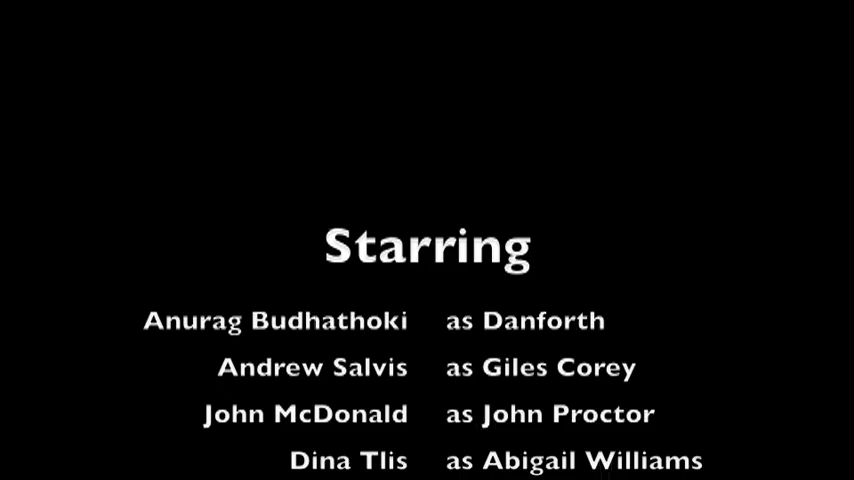 Starring
Anurag Budhathoki as Danforth
Andrew Salvis as Giles Corey
John McDonald as John Proctor
Dina Tlis as Abigail Williams